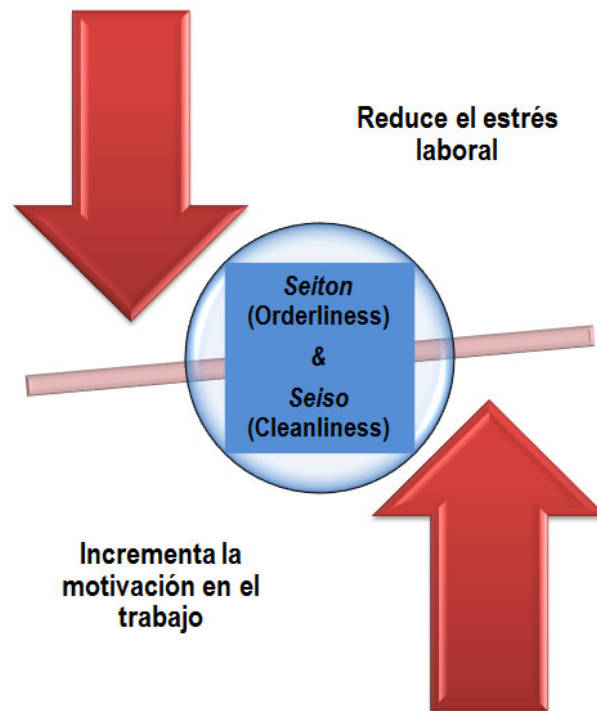 Reduce el estrés
laboral
Seiton
(Orderliness)
&
Seiso
(Cleanliness)
Incrementa la
motivación en el
trabajo